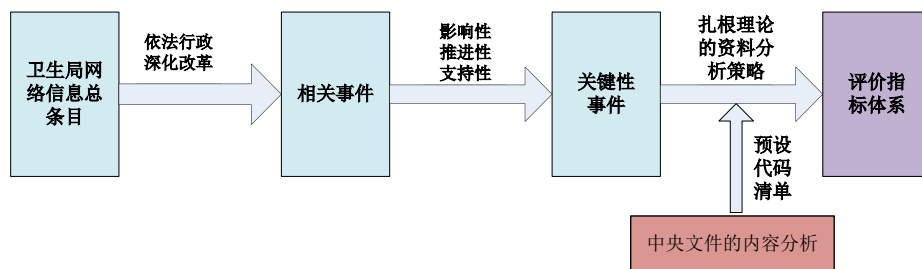 卫生局网
络信息总
条目
依法行政
深化改革
相关事件
影响性
推进性
支持性
关键性
事件
扎根理论
的资料分
析策略
评价指
标体系
预设
代码
清单
中央文件的内容分析